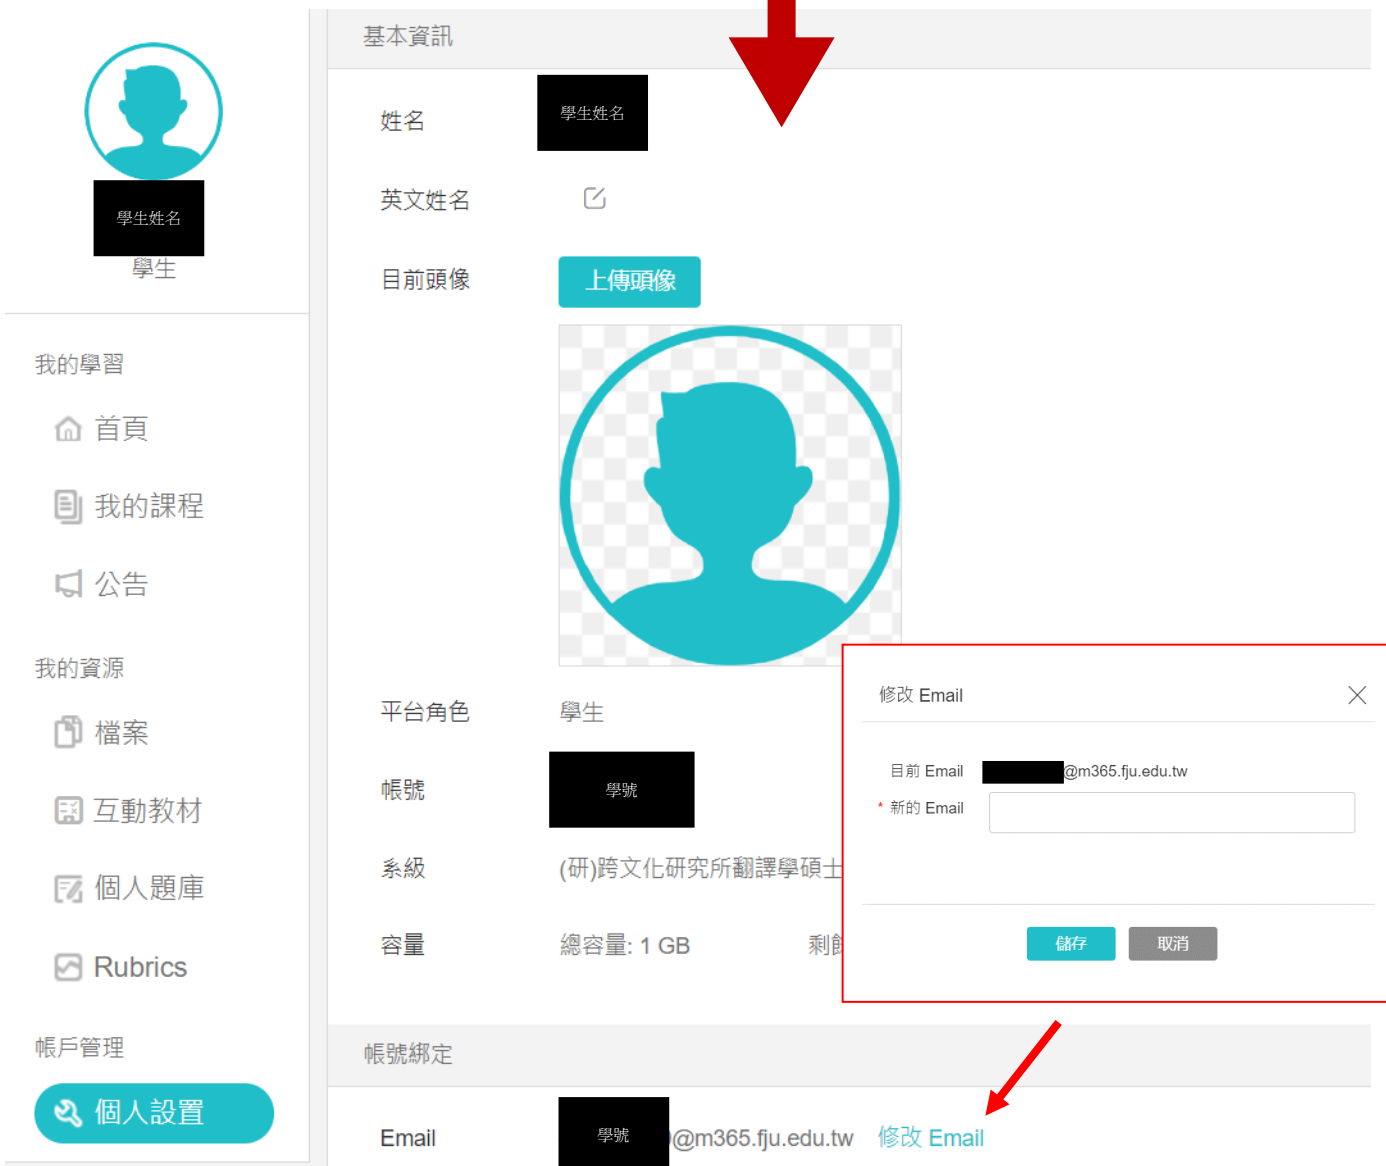 學生姓名
學生
我的學習
首頁
我的課程
公告
我的資源
檔案
互動教材
個人題庫
Rubrics
帳戶管理
個人設置
基本資訊
姓名 學生姓名
英文姓名
目前頭像 上傳頭像
平台角色 學生
帳號 學號
系級 (研)跨文化研究所翻譯學碩士
容量 總容量: 1 GB 剩
修改 Email
目前 Email @m365.fju.edu.tw
* 新的 Email
儲存 取消
帳號綁定
Email 學號 @m365.fju.edu.tw 修改 Email